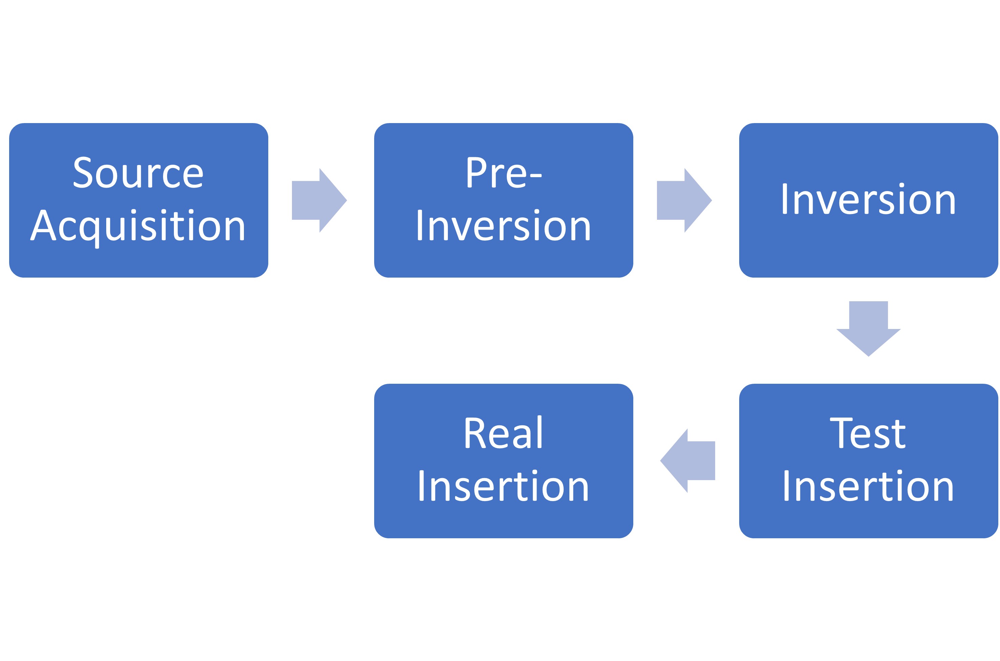 Source
Acquisition
Pre-
Inversion
Inversion
Test
Insertion
Real
Insertion